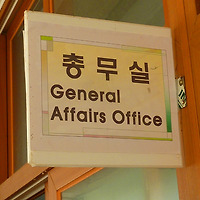 총무실
General
Affairs Office